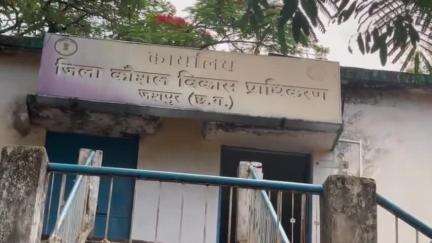 कार्यालय
जिला कौशल विकास प्राधिकरण
जशपुर (छ.ग.)